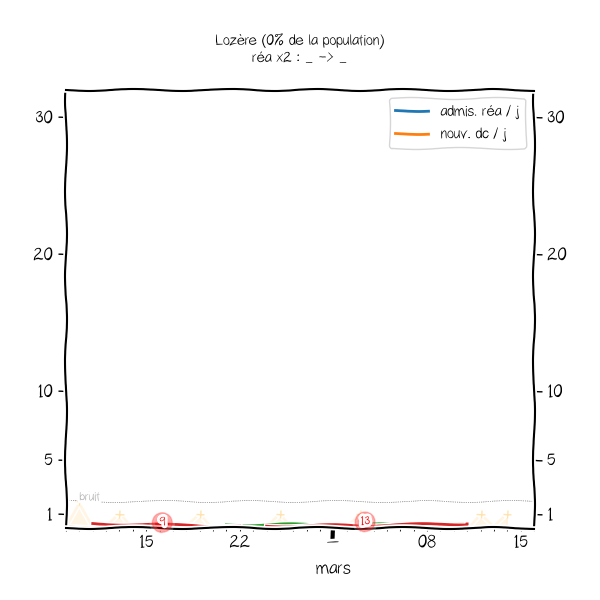 Lozère (0% de la population)
réa x2 : _ -> _
admis. réa / j
nouv. dc / j
30
30
20
20
10
10
5
5
bruit
1
1
9
13
15
22
1
08
15
mars